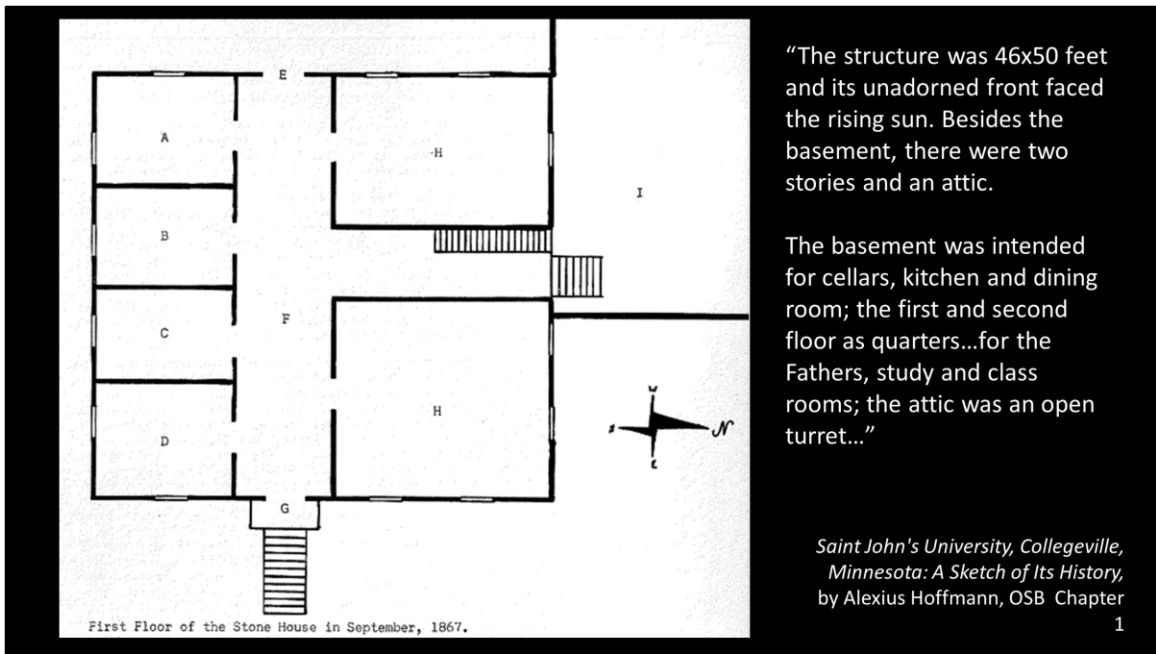 E
A
H
I
B
F
C
W
S
N
E
H
D
G
First Floor of the Stone House in September, 1867.
“The structure was 46x50 feet
and its unadorned front faced
the rising sun. Besides the
basement, there were two
stories and an attic.
The basement was intended
for cellars, kitchen and dining
room; the first and second
floor as quarters...for the
Fathers, study and class
rooms; the attic was an open
turret...”
Saint John's University, Collegeville,
Minnesota: A Sketch of Its History,
by Alexius Hoffmann, OSB Chapter
1